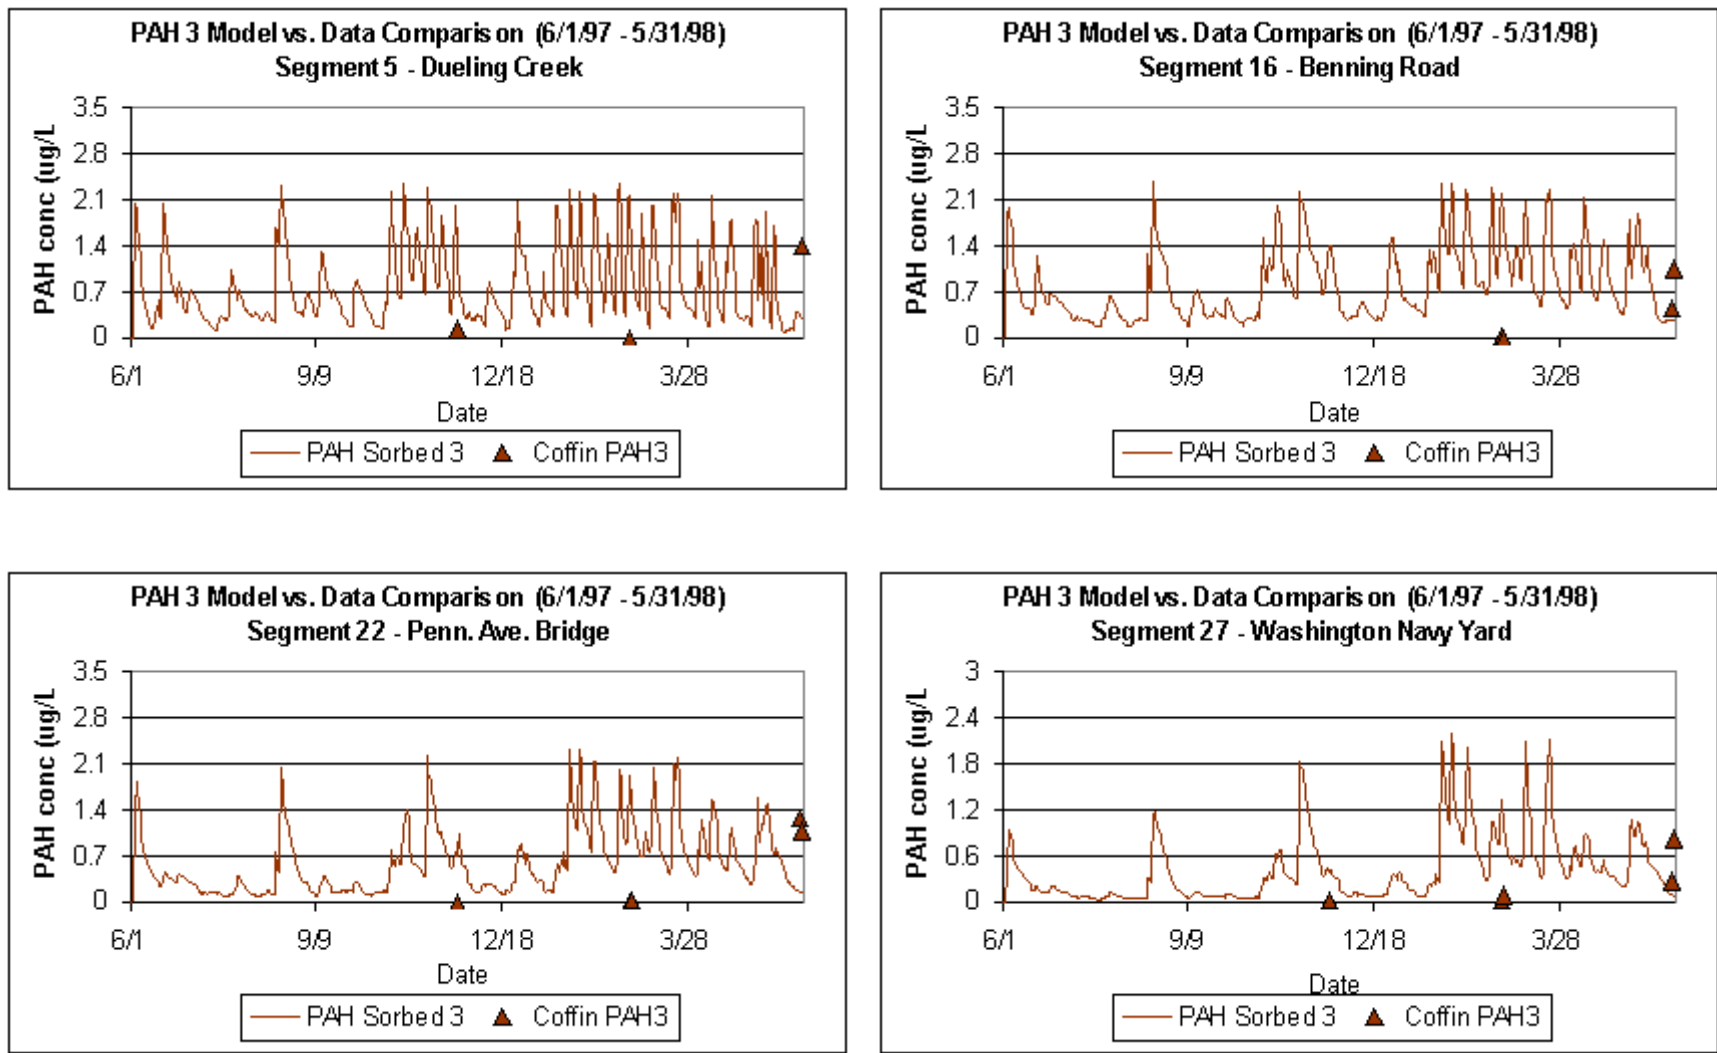 PAH 3 Model vs. Data Comparison (6/1/97 - 5/31/98)
Segment 5 - Dueling Creek
PAH conc (ug/L
3.5
2.8
2.1
1.4
0.7
0
6/1
9/9
12/18
3/28
Date
PAH Sorbed 3
Coffin PAH3
PAH 3 Model vs. Data Comparison (6/1/97 - 5/31/98)
Segment 16 - Benning Road
PAH conc (ug/L
3.5
2.8
2.1
1.4
0.7
0
6/1
9/9
12/18
3/28
Date
PAH Sorbed 3
Coffin PAH3
PAH 3 Model vs. Data Comparison (6/1/97 - 5/31/98)
Segment 22 - Penn. Ave. Bridge
PAH conc (ug/L
3.5
2.8
2.1
1.4
0.7
0
6/1
9/9
12/18
3/28
Date
PAH Sorbed 3
Coffin PAH3
PAH 3 Model vs. Data Comparison (6/1/97 - 5/31/98)
Segment 27 - Washington Navy Yard
PAH conc (ug/L
3
2.4
1.8
1.2
0.6
0
6/1
9/9
12/18
3/28
Date
PAH Sorbed 3
Coffin PAH3